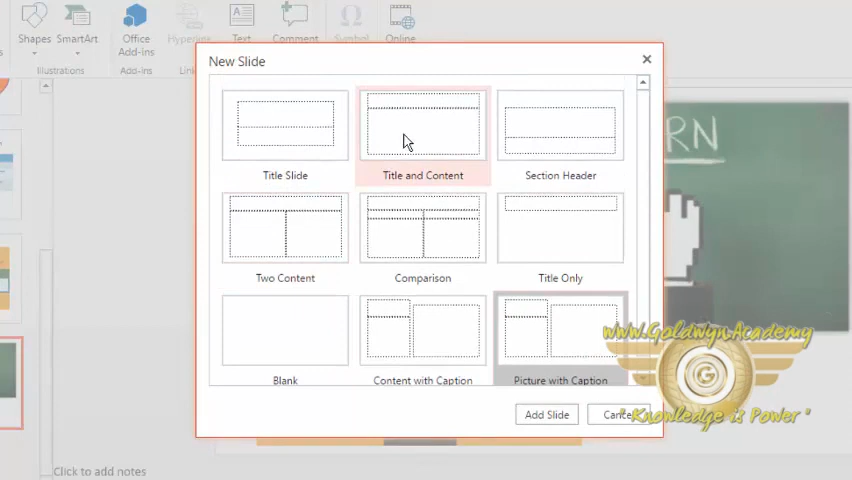 Shapes SmartArt Office Add-ins Hyperlink Text Comment Symbol Online
Illustrations Add-Ins
New Slide
Title Slide Title and Content Section Header
Two Content Comparison Title Only
Blank Content with Caption Picture with Caption
Add Slide
www.GoldwynAcademy
G
"Knowledge is Power"
Click to add notes